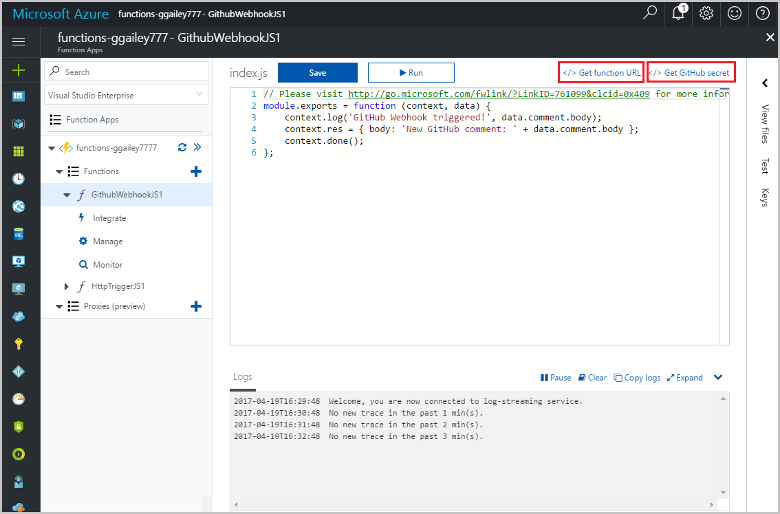 Microsoft Azure functions-ggailey777 - GithubWebhookJS1
1
functions-ggailey777 - GithubWebhookJS1
Function Apps
Search
Visual Studio Enterprise
Function Apps
functions-ggailey7777
Functions
GithubWebhookJS1
Integrate
Manage
Monitor
HttpTriggerJS1
Proxies (preview)
index.js
Save
Run
</> Get function URL
</> Get GitHub secret
1 // Please visit http://go.microsoft.com/fwlink/?LinkID=761099&clcid=0x409 for more infor
2 module.exports = function (context, data) {
3 context.log('GitHub Webhook triggered!', data.comment.body);
4 context.res = { body: 'New GitHub comment: ' + data.comment.body };
5 context.done();
6 };
View files
Test
Keys
Logs
Pause
Clear
Copy logs
Expand
2017-04-19T16:29:48 Welcome, you are now connected to log-streaming service.
2017-04-19T16:30:48 No new trace in the past 1 min(s).
2017-04-19T16:31:48 No new trace in the past 2 min(s).
2017-04-19T16:32:48 No new trace in the past 3 min(s).